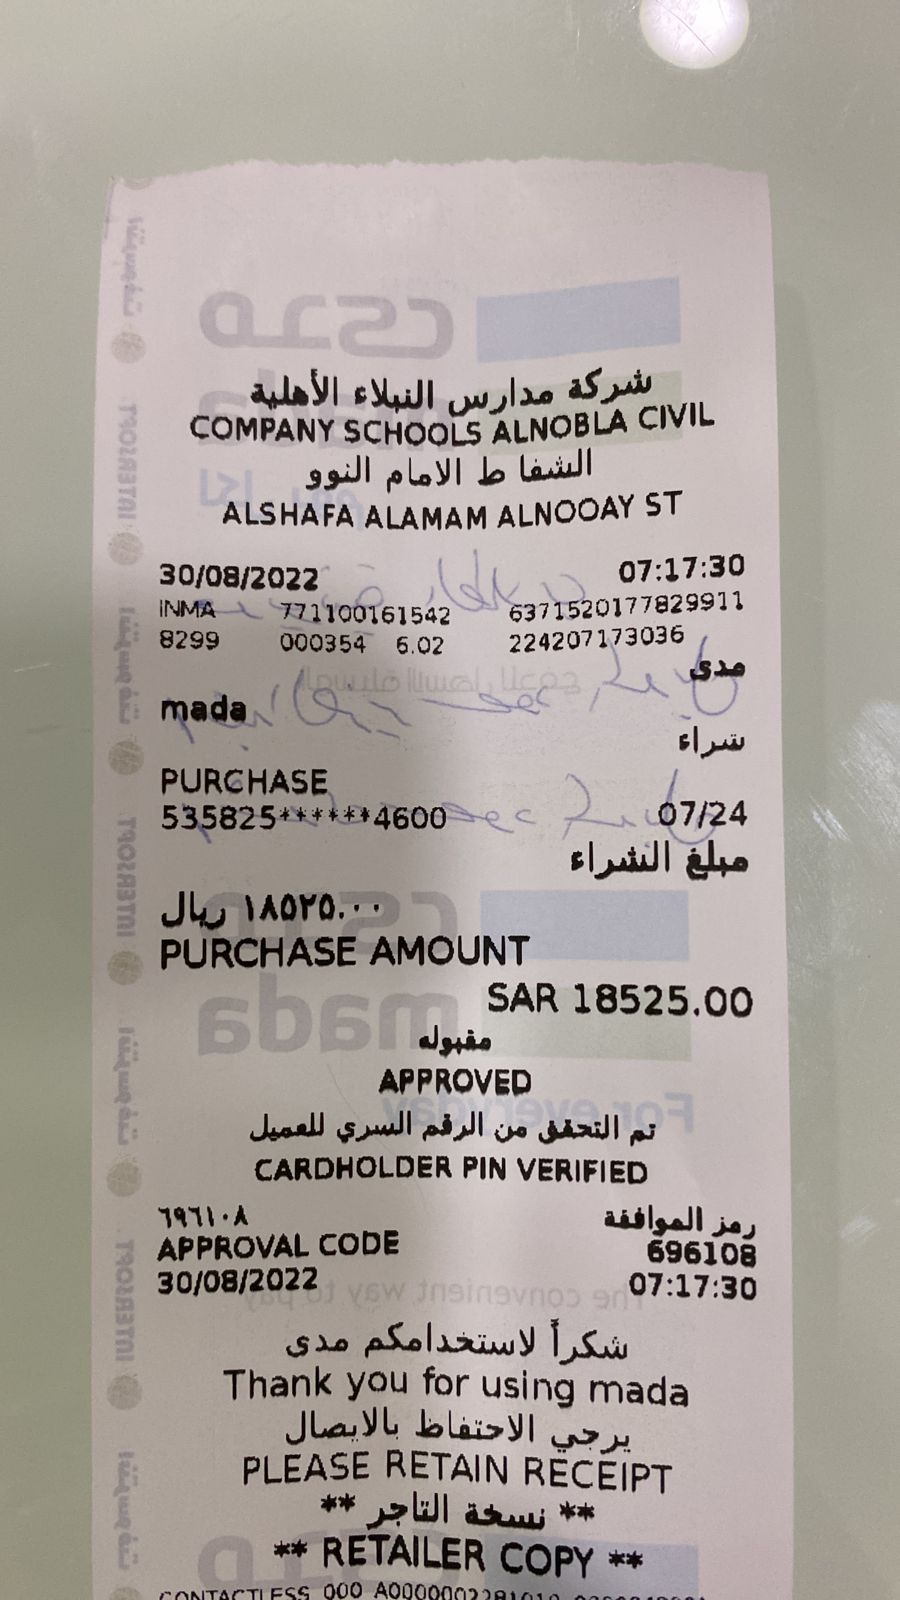 شركة مدارس النبلاء الأهلية
COMPANY SCHOOLS ALNOBLA CIVIL
الشفا ط الامام النوو
ALSHAFA ALAMAM ALNOOAY ST
30/08/2022 07:17:30
INMA 771100161542 6371520177829911
8299 000354 6.02 224207173036
مدى
mada
شراء
PURCHASE
535825******4600 07/24
مبلغ الشراء
١٨٥٢٥.٠٠ ريال
PURCHASE AMOUNT
SAR 18525.00
مقبوله
APPROVED
تم التحقق من الرقم السري للعميل
CARDHOLDER PIN VERIFIED
رمز الموافقة ٦٩٦١٠٨
APPROVAL CODE 696108
30/08/2022 07:17:30
شكراً لاستخدامكم مدى
Thank you for using mada
يرجي الاحتفاظ بالايصال
PLEASE RETAIN RECEIPT
** نسخة التاجر **
** RETAILER COPY **
CONTACTLESS 000